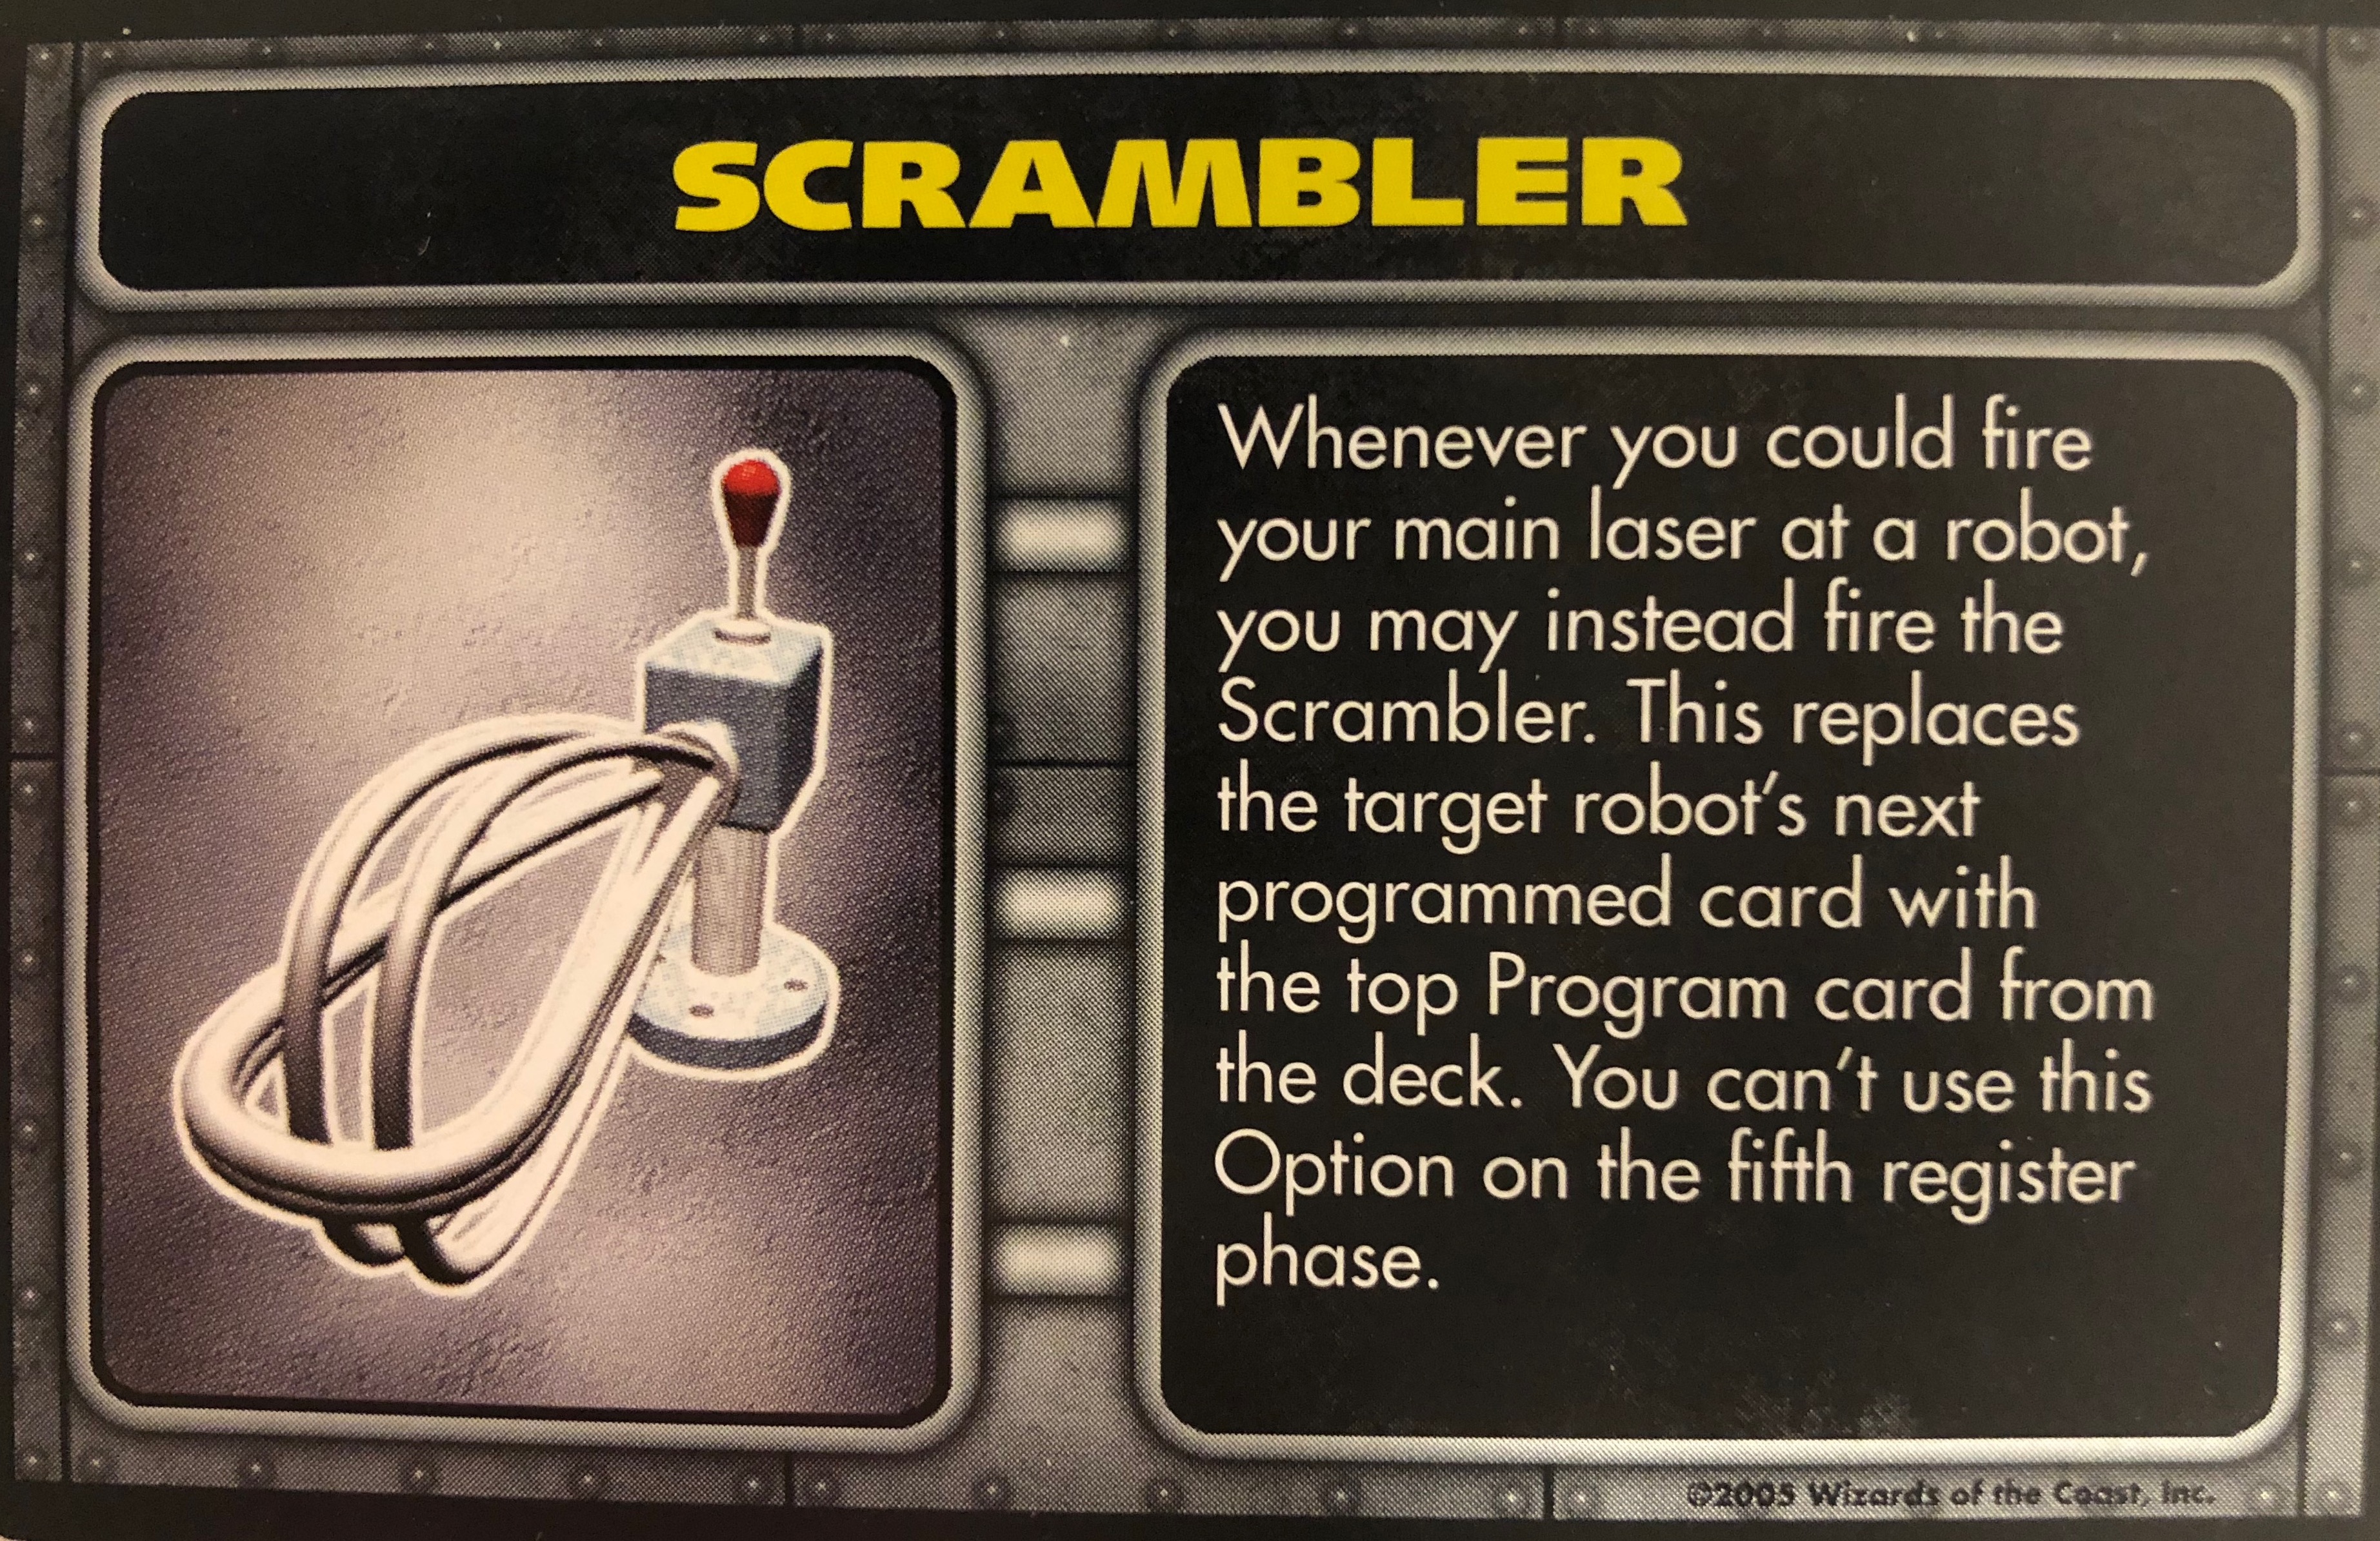 SCRAMBLER
Whenever you could fire
your main laser at a robot,
you may instead fire the
Scrambler. This replaces
the target robot's next
programmed card with
the top Program card from
the deck. You can't use this
Option on the fifth register
phase.
©2005 Wizards of the Coast, Inc.